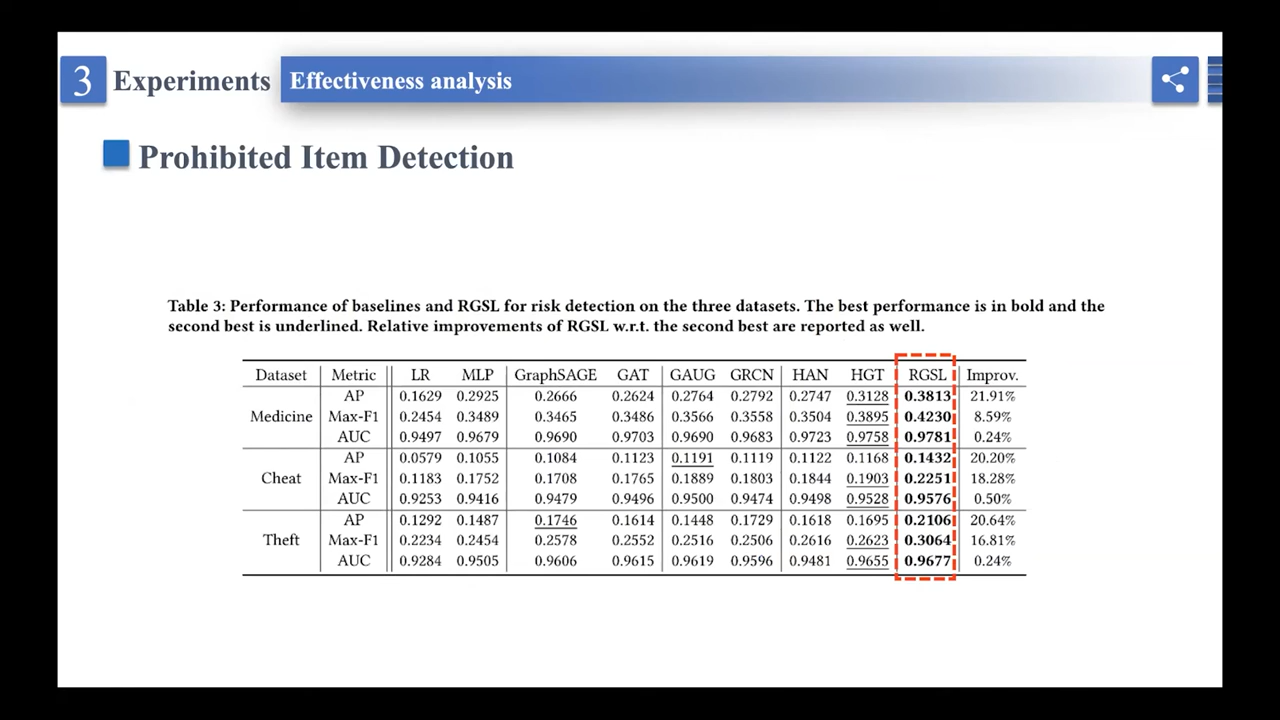 3 Experiments Effectiveness analysis
Prohibited Item Detection
Table 3: Performance of baselines and RGSL for risk detection on the three datasets. The best performance is in bold and the
second best is underlined. Relative improvements of RGSL w.r.t. the second best are reported as well.
Dataset Metric LR MLP GraphSAGE GAT GAUG GRCN HAN HGT RGSL Improv.
AP 0.1629 0.2925 0.2666 0.2624 0.2764 0.2792 0.2747 0.3128 0.3813 21.91%
Medicine Max-F1 0.2454 0.3489 0.3465 0.3486 0.3566 0.3558 0.3504 0.3895 0.4230 8.59%
AUC 0.9497 0.9679 0.9690 0.9703 0.9690 0.9683 0.9723 0.9758 0.9781 0.24%
AP 0.0579 0.1055 0.1084 0.1123 0.1191 0.1119 0.1122 0.1168 0.1432 20.20%
Cheat Max-F1 0.1183 0.1752 0.1708 0.1765 0.1889 0.1803 0.1844 0.1903 0.2251 18.28%
AUC 0.9253 0.9416 0.9479 0.9496 0.9500 0.9474 0.9498 0.9528 0.9576 0.50%
AP 0.1292 0.1487 0.1746 0.1614 0.1448 0.1729 0.1618 0.1695 0.2106 20.64%
Theft Max-F1 0.2234 0.2454 0.2578 0.2552 0.2516 0.2506 0.2616 0.2623 0.3064 16.81%
AUC 0.9284 0.9505 0.9606 0.9615 0.9619 0.9596 0.9481 0.9655 0.9677 0.24%